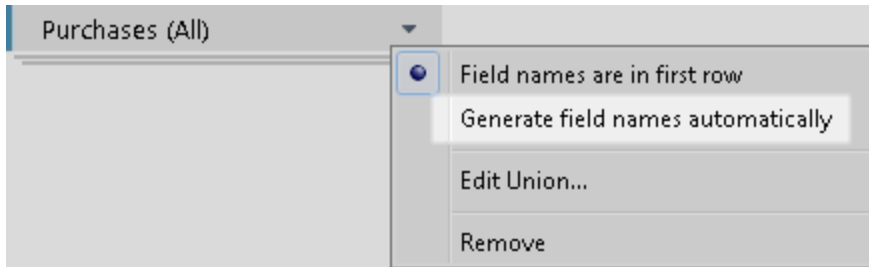 Purchases (All)
Field names are in first row
Generate field names automatically
Edit Union...
Remove